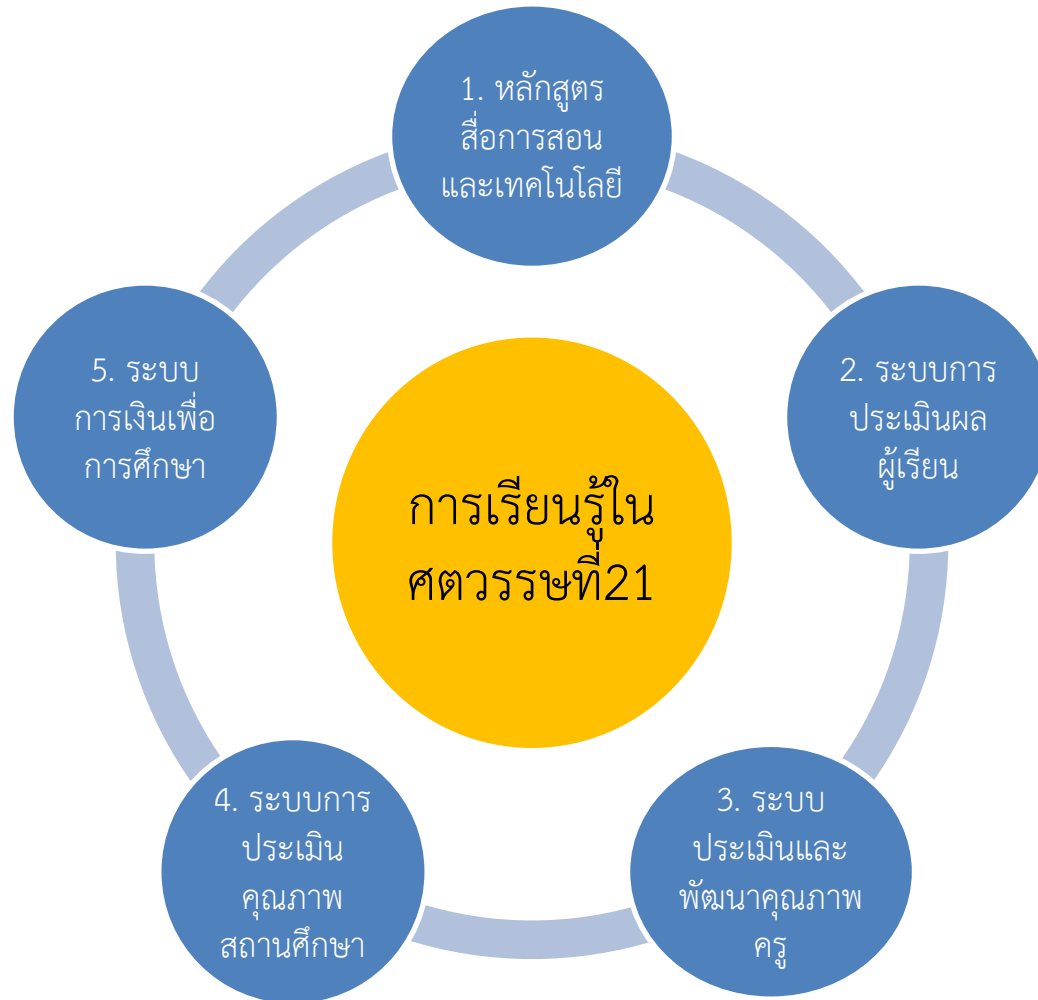 1. หลักสูตร
สื่อการสอน
และเทคโนโลยี
2. ระบบการ
ประเมินผล
ผู้เรียน
3. ระบบ
ประเมินและ
พัฒนาคุณภาพ
ครู
4. ระบบการ
ประเมิน
คุณภาพ
สถานศึกษา
5. ระบบ
การเงินเพื่อ
การศึกษา
การเรียนรู้ใน
ศตวรรษที่21